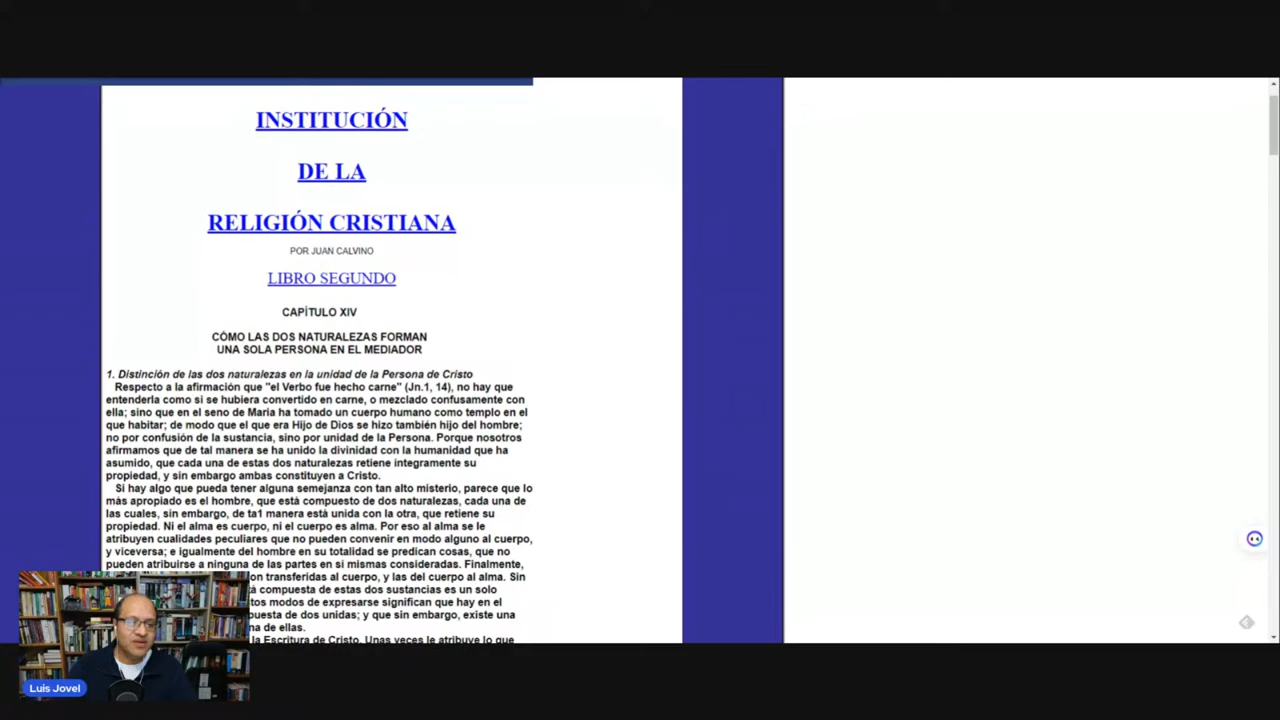 INSTITUCIÓN
DE LA
RELIGIÓN CRISTIANA
POR JUAN CALVINO
LIBRO SEGUNDO
CAPÍTULO XIV
CÓMO LAS DOS NATURALEZAS FORMAN
UNA SOLA PERSONA EN EL MEDIADOR
1. Distinción de las dos naturalezas en la unidad de la Persona de Cristo
Respecto a la afirmación que "el Verbo fue hecho carne" (Jn.1, 14), no hay que
entenderla como si se hubiera convertido en carne, o mezclado confusamente con
ella; sino que en el seno de María ha tomado un cuerpo humano como templo en el
que habitar; de modo que el que era Hijo de Dios se hizo también hijo del hombre;
no por confusión de la sustancia, sino por unidad de la Persona. Porque nosotros
afirmamos que de tal manera se ha unido la divinidad con la humanidad que ha
asumido, que cada una de estas dos naturalezas retiene íntegramente su
propiedad, y sin embargo ambas constituyen a Cristo.
Si hay algo que pueda tener alguna semejanza con tan alto misterio, parece que lo
más apropiado es el hombre, que está compuesto de dos naturalezas, cada una de
las cuales, sin embargo, de ta1 manera está unida con la otra, que retiene su
propiedad. Ni el alma es cuerpo, ni el cuerpo es alma. Por eso al alma se le
atribuyen cualidades peculiares que no pueden convenir en modo alguno al cuerpo,
y viceversa; e igualmente del hombre en su totalidad se predican cosas, que no
pueden atribuirse a ninguna de las partes en sí mismas consideradas. Finalmente,
on transferidas al cuerpo, y las del cuerpo al alma. Sin
á compuesta de estas dos sustancias es un solo
tos modos de expresarse significan que hay en el
puesta de dos unidas; y que sin embargo, existe una
na de ellas.
la Escritura de Cristo. Unas veces le atribuye lo que
Luis Jovel